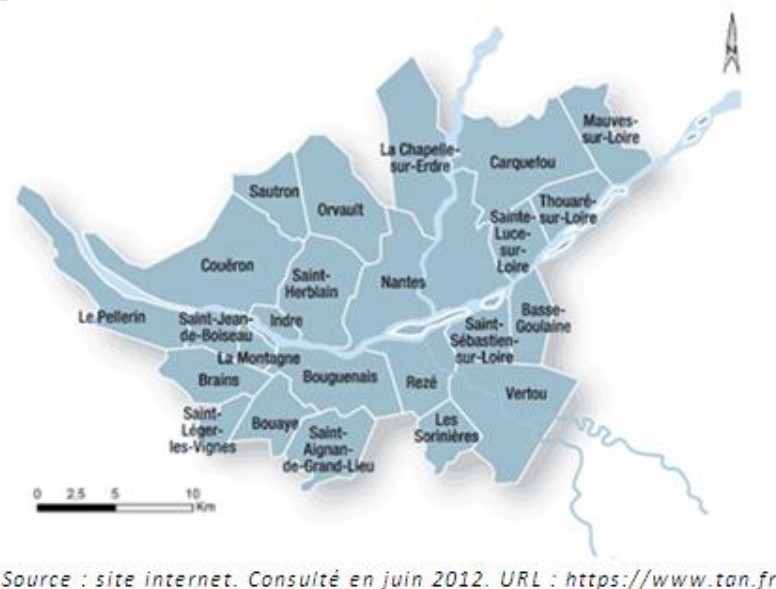 N
Mauves-
sur-Loire
La Chapelle-
sur-Erdre
Carquefou
Sautron
Orvault
Thouaré-
sur-Loire
Sainte-
Luce-
sur-
Loire
Couëron
Saint-
Herblain
Nantes
Le Pellerin
Saint-Jean-
de-Boiseau
Indre
Basse-
Goulaine
Saint-
Sébastien-
sur-Loire
La Montagne
Brains
Bouguenais
Rezé
Vertou
Saint-
Léger-
les-Vignes
Bouaye
Saint-
Aignan-
de-Grand-Lieu
Les
Sorinières
0 2.5 5 10
Km
Source : site internet. Consulté en juin 2012. URL : https://www.tan.fr